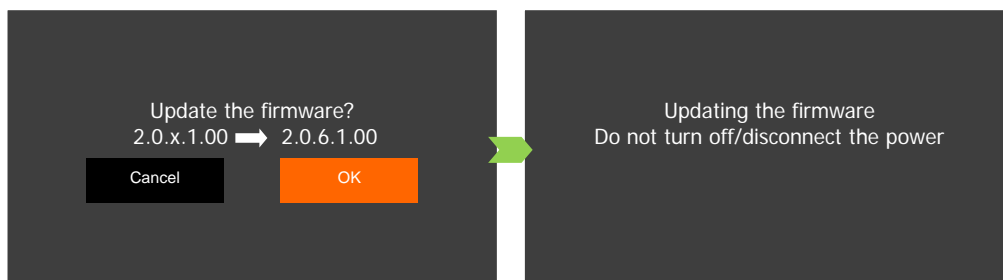 Update the firmware?
2.0.x.1.00 ➡ 2.0.6.1.00
Cancel
OK
Updating the firmware
Do not turn off/disconnect the power